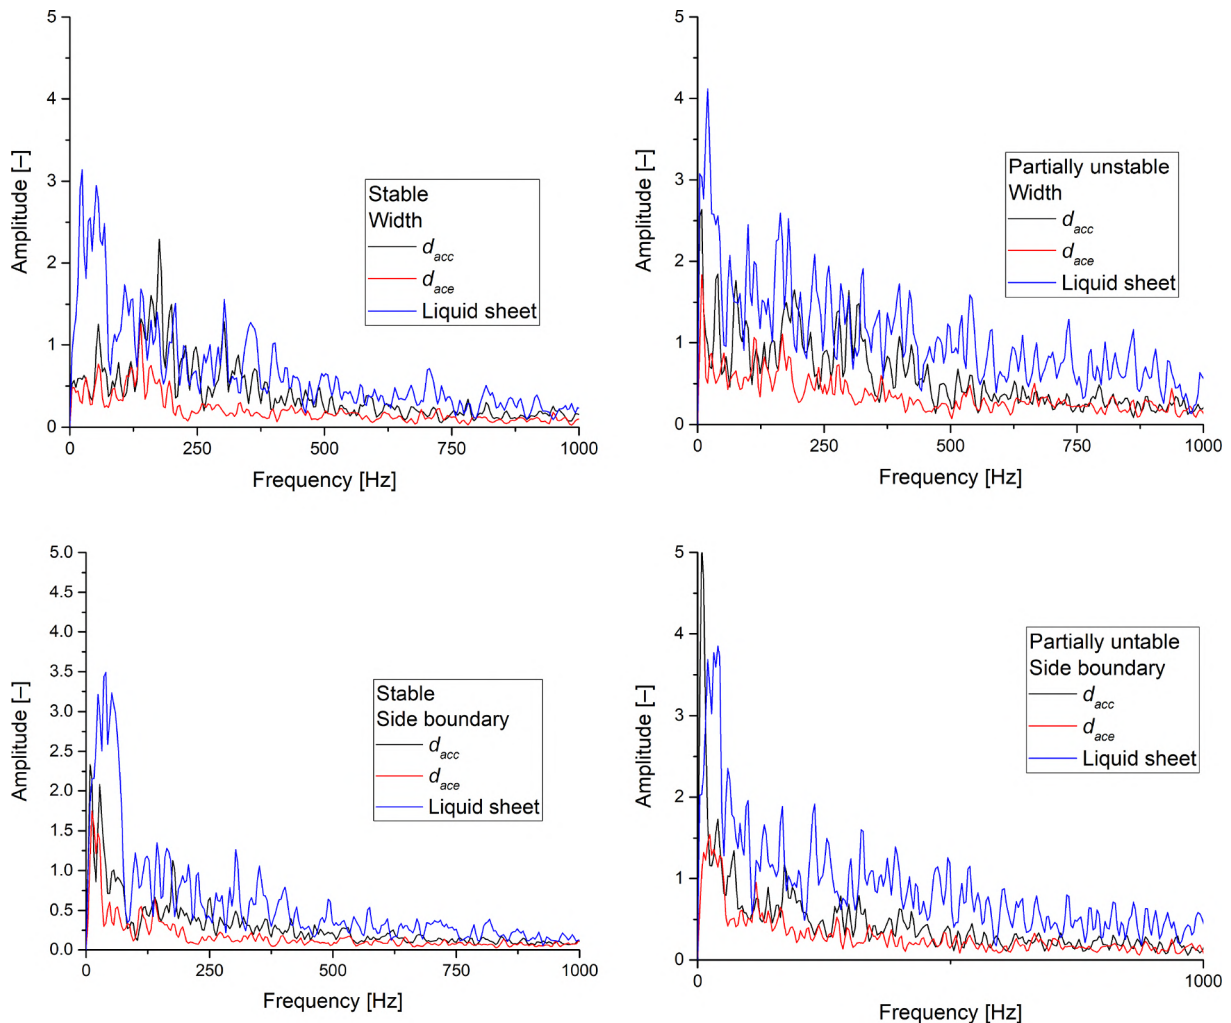 5
4
3
2
1
0
Amplitude [–]
0
250
500
750
1000
Frequency [Hz]
Stable
Width
d_acc
d_ace
Liquid sheet
5
4
3
2
1
0
Amplitude [–]
0
250
500
750
1000
Frequency [Hz]
Partially unstable
Width
d_acc
d_ace
Liquid sheet
5.0
4.5
4.0
3.5
3.0
2.5
2.0
1.5
1.0
0.5
0.0
Amplitude [–]
0
250
500
750
1000
Frequency [Hz]
Stable
Side boundary
d_acc
d_ace
Liquid sheet
5
4
3
2
1
0
Amplitude [–]
0
1000
Frequency [Hz]
Partially untable
Side boundary
d_acc
d_ace
Liquid sheet